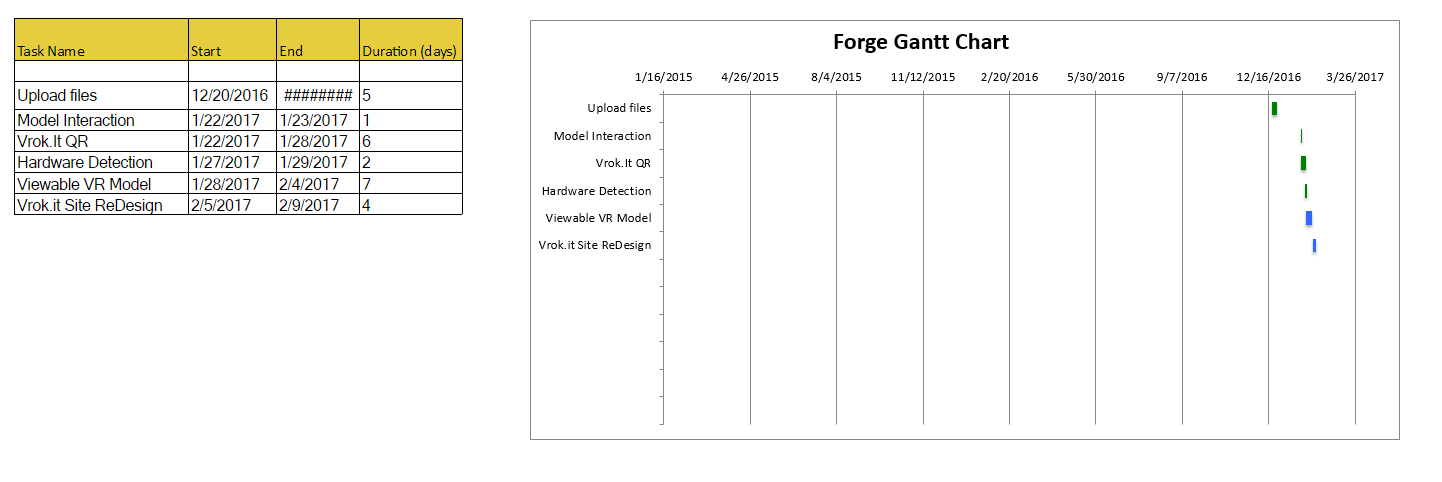 Task Name Start End Duration (days)
Upload files 12/20/2016 ######## 5
Model Interaction 1/22/2017 1/23/2017 1
Vrok.It QR 1/22/2017 1/28/2017 6
Hardware Detection 1/27/2017 1/29/2017 2
Viewable VR Model 1/28/2017 2/4/2017 7
Vrok.it Site ReDesign 2/5/2017 2/9/2017 4
Forge Gantt Chart
1/16/2015 4/26/2015 8/4/2015 11/12/2015 2/20/2016 5/30/2016 9/7/2016 12/16/2016 3/26/2017
Upload files
Model Interaction
Vrok.It QR
Hardware Detection
Viewable VR Model
Vrok.it Site ReDesign